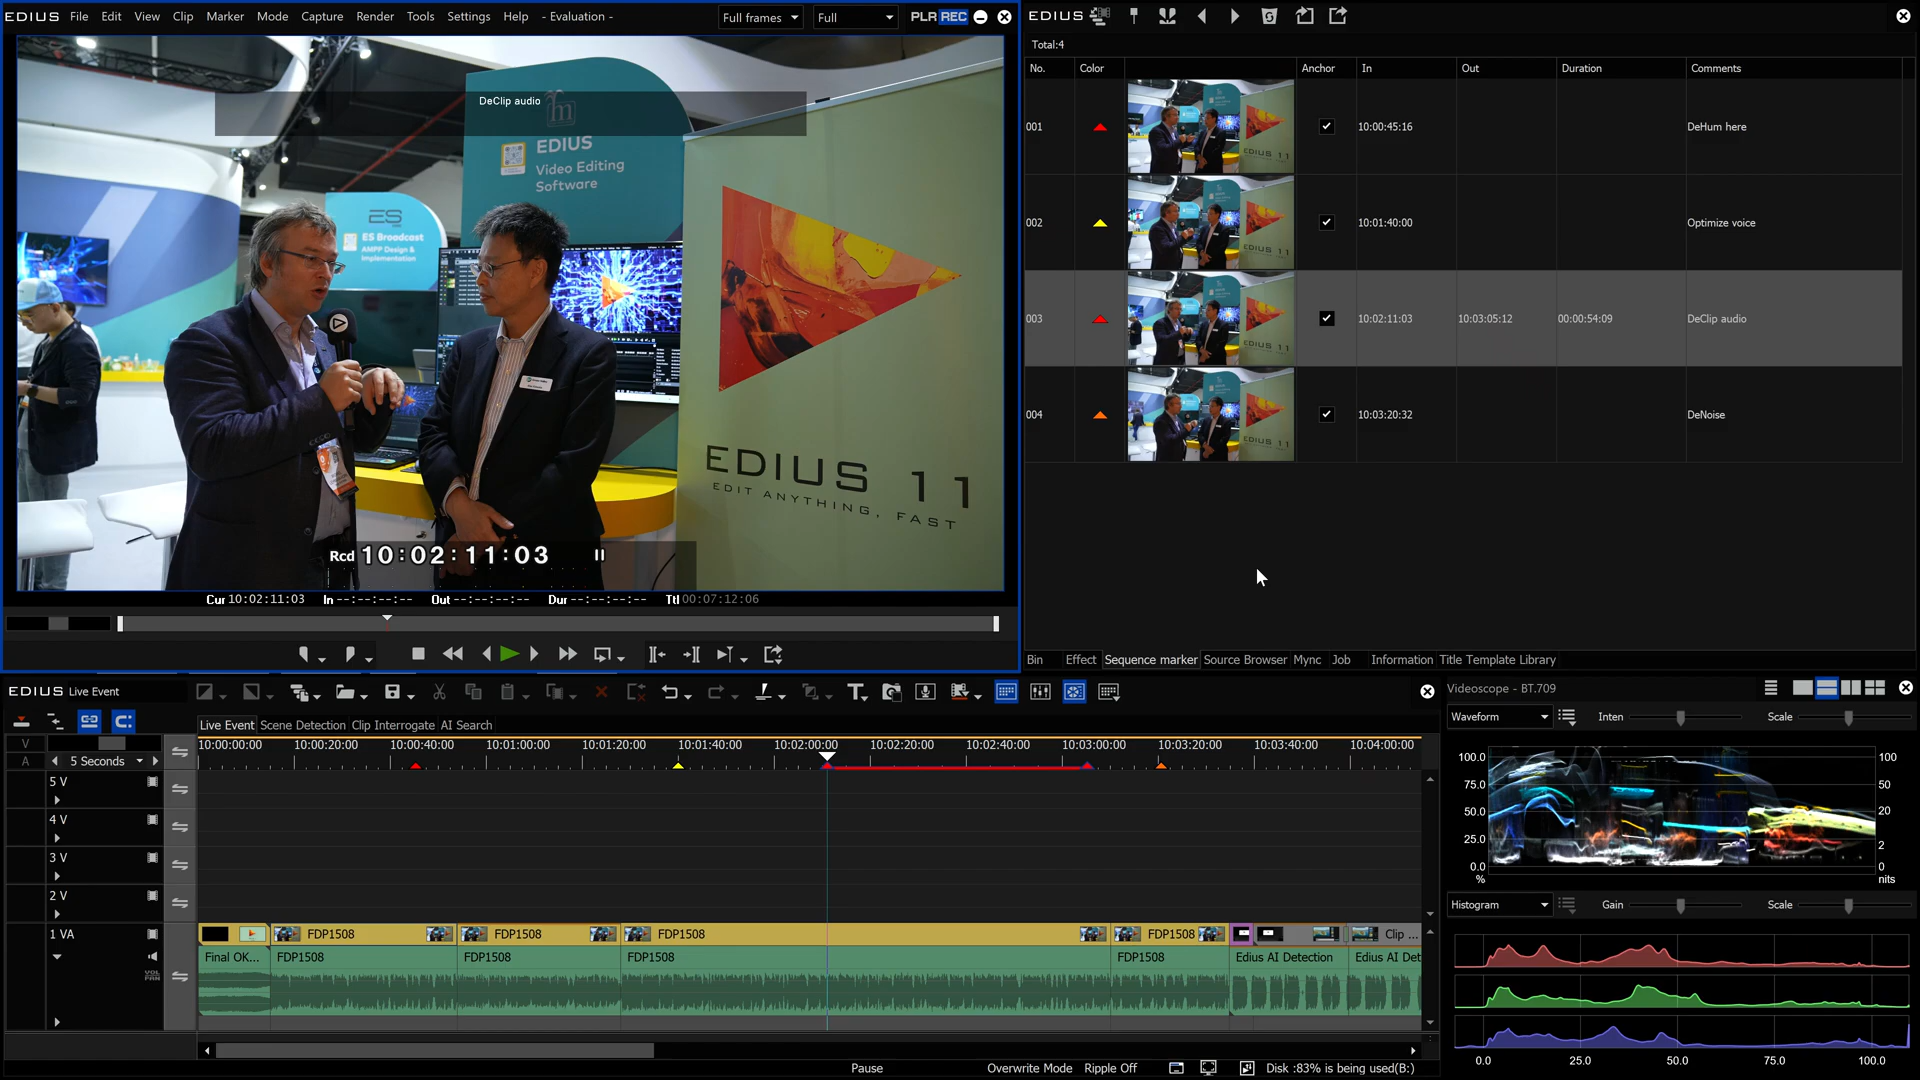 EDIUS File Edit View Clip Marker Mode Capture Render Tools Settings Help - Evaluation -
Full frames Full PLR REC
DeClip audio
EDIUS
Video Editing
Software
ES
ES Broadcast
AMPP Design &
Implementation
EDIUS 11
EDIT ANYTHING, FAST
Rcd 10:02:11:03
Cur 10:02:11:03 In --:--:--:-- Out --:--:--:-- Dur --:--:--:-- Ttl 00:07:12:06
EDIUS
Total:4
No. Color Anchor In Out Duration Comments
001 10:00:45:16 DeHum here
002 10:01:40:00 Optimize voice
003 10:02:11:03 10:03:05:12 00:00:54:09 DeClip audio
004 10:03:20:32 DeNoise
Bin Effect Sequence marker Source Browser Mync Job Information Title Template Library
EDIUS Live Event
Live Event Scene Detection Clip Interrogate AI Search
10:00:00:00 10:00:20:00 10:00:40:00 10:01:00:00 10:01:20:00 10:01:40:00 10:02:00:00 10:02:20:00 10:02:40:00 10:03:00:00 10:03:20:00 10:03:40:00 10:04:00:00
V
A 5 Seconds
5 V
4 V
3 V
2 V
1 VA FDP1508 FDP1508 FDP1508 FDP1508 Clip ...
Final OK... FDP1508 FDP1508 FDP1508 FDP1508 Edius AI Detection Edius AI Det
VOL
PAN
Pause Overwrite Mode Ripple Off Disk :83% is being used(B:)
Videoscope - BT.709
Waveform Inten Scale
100.0 100
75.0 50
50.0 20
25.0 2
0.0 0
% nits
Histogram Gain Scale
0.0 25.0 50.0 75.0 100.0